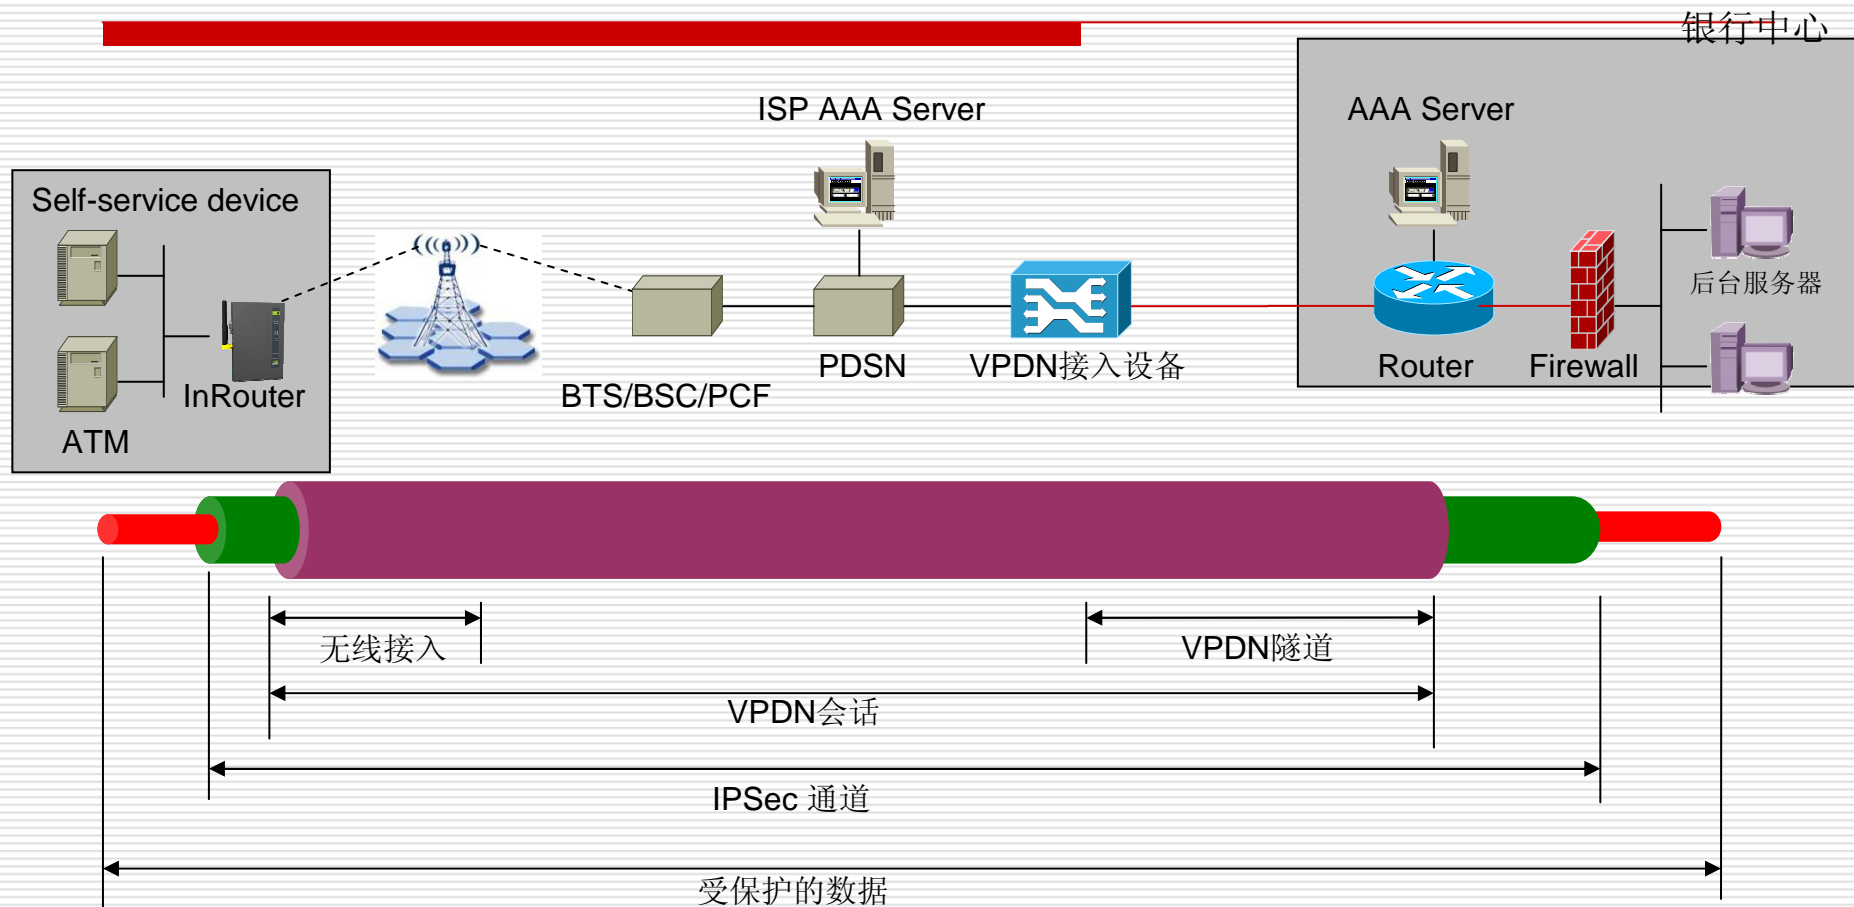 银行中心
ISP AAA Server
AAA Server
Self-service device
后台服务器
InRouter
ATM
BTS/BSC/PCF
PDSN
VPDN接入设备
Router
Firewall
无线接入
VPDN隧道
VPDN会话
IPSec 通道
受保护的数据